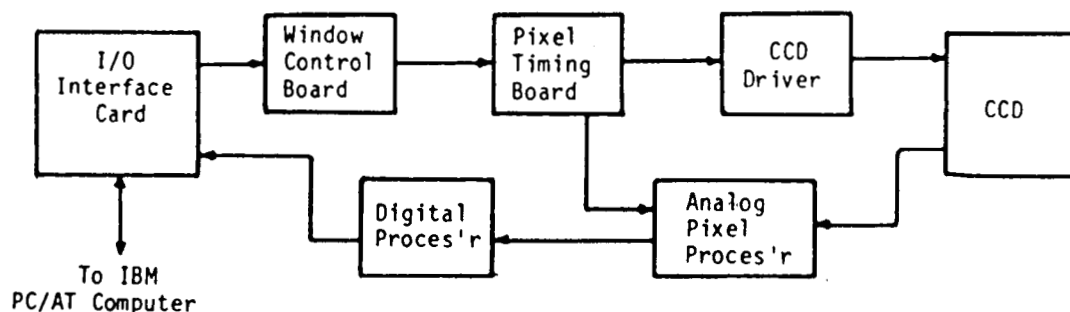 I/O
Interface
Card
Window
Control
Board
Pixel
Timing
Board
CCD
Driver
CCD
Digital
Proces'r
Analog
Pixel
Proces'r
To IBM
PC/AT Computer